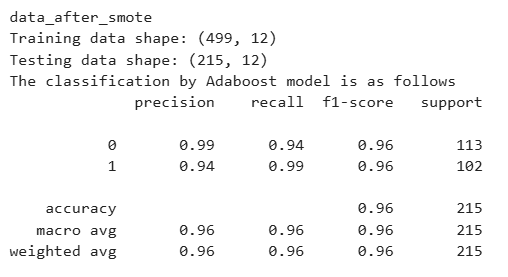 data_after_smote
Training data shape: (499, 12)
Testing data shape: (215, 12)
The classification by Adaboost model is as follows
precision recall f1-score support
0 0.99 0.94 0.96 113
1 0.94 0.99 0.96 102
accuracy 0.96 215
macro avg 0.96 0.96 0.96 215
weighted avg 0.96 0.96 0.96 215